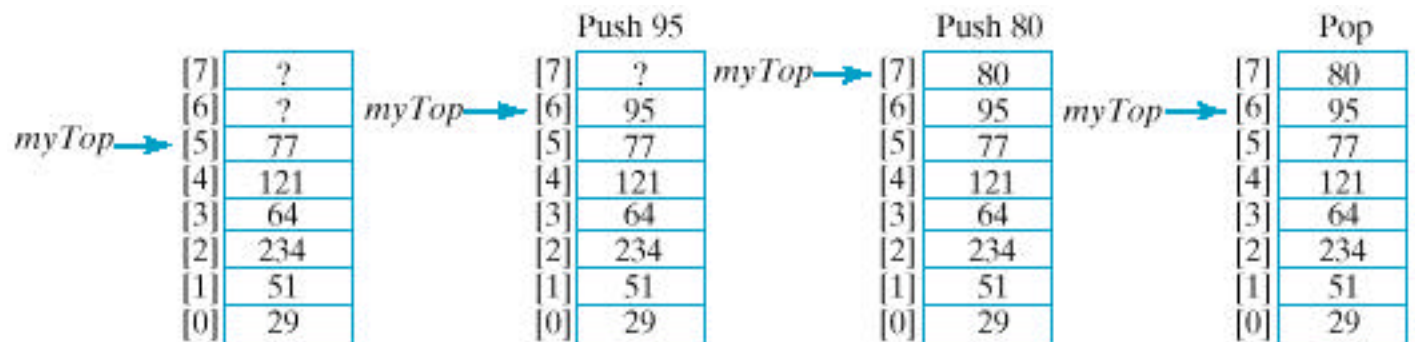 Push 95 Push 80 Pop
[7] ? [7] ? myTop [7] 80 [7] 80
[6] ? myTop [6] 95 [6] 95 myTop [6] 95
myTop [5] 77 [5] 77 [5] 77 [5] 77
[4] 121 [4] 121 [4] 121 [4] 121
[3] 64 [3] 64 [3] 64 [3] 64
[2] 234 [2] 234 [2] 234 [2] 234
[1] 51 [1] 51 [1] 51 [1] 51
[0] 29 [0] 29 [0] 29 [0] 29